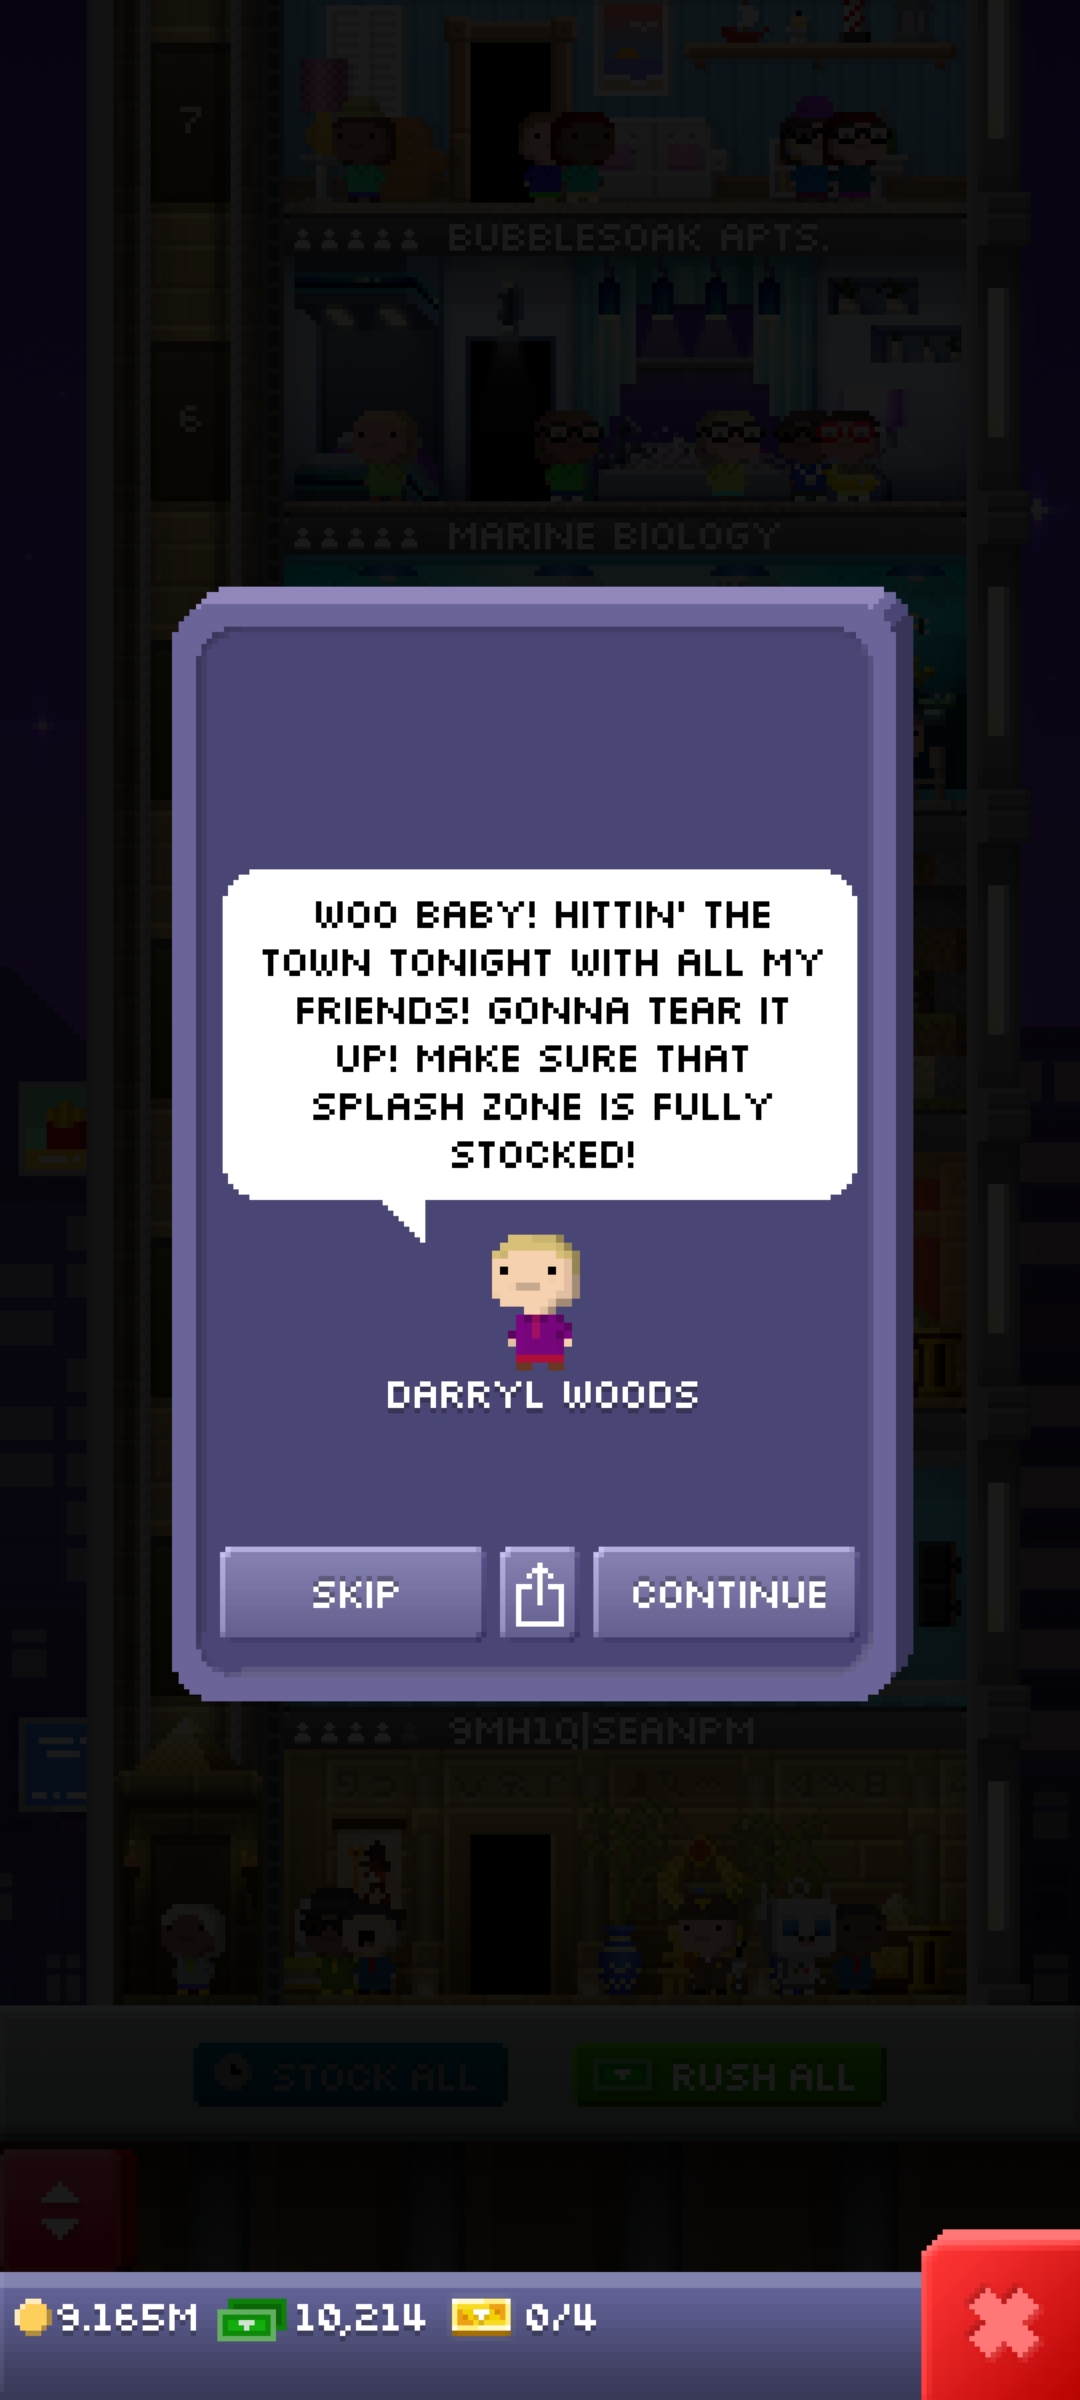 7
BUBBLESOAK APTS.
6
MARINE BIOLOGY
WOO BABY! HITTIN' THE
TOWN TONIGHT WITH ALL MY
FRIENDS! GONNA TEAR IT
UP! MAKE SURE THAT
SPLASH ZONE IS FULLY
STOCKED!
DARRYL WOODS
SKIP
CONTINUE
9MH1Q|SEANPM
STOCK ALL
RUSH ALL
9.165M
10,214
0/4